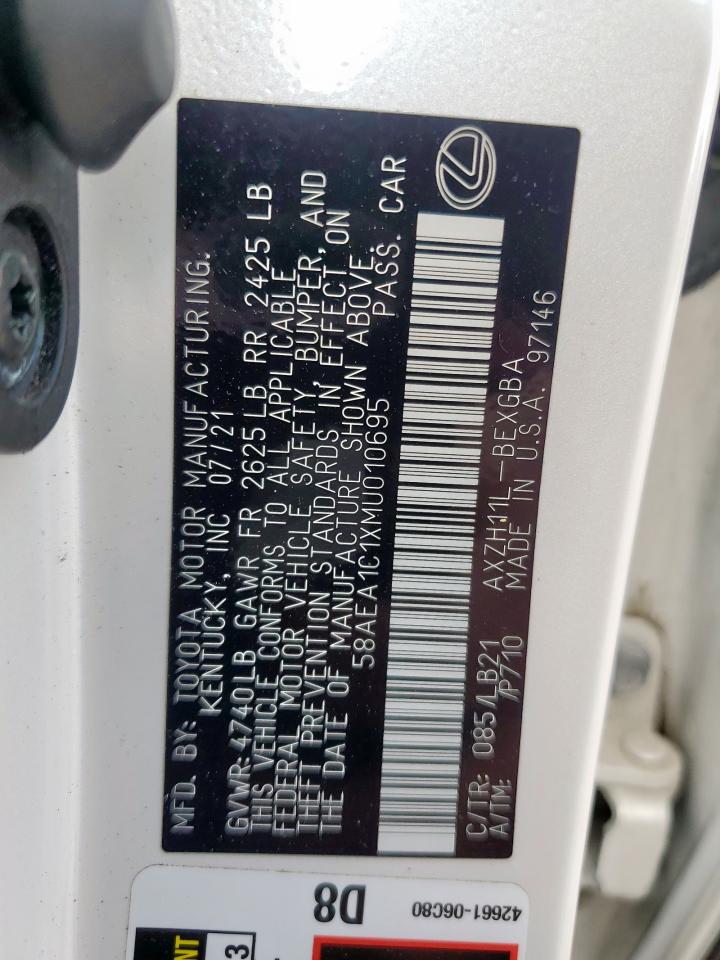 MFD. BY: TOYOTA MOTOR MANUFACTURING.
KENTUCKY, INC 07/21
GVWR: 4740LB GAWR FR 2625LB RR 2425 LB
THIS VEHICLE CONFORMS TO ALL APPLICABLE
FEDERAL MOTOR VEHICLE SAFETY, BUMPER, AND
THEFT PREVENTION STANDARDS IN EFFECT ON
THE DATE OF MANUFACTURE SHOWN ABOVE.
58AEA1C1XMU010695 PASS. CAR
C/TR: 085/LB21 AXZH11L-BEXGBA
A/TM: /P710 MADE IN U.S.A. 97146
D8
42661-06C80
3